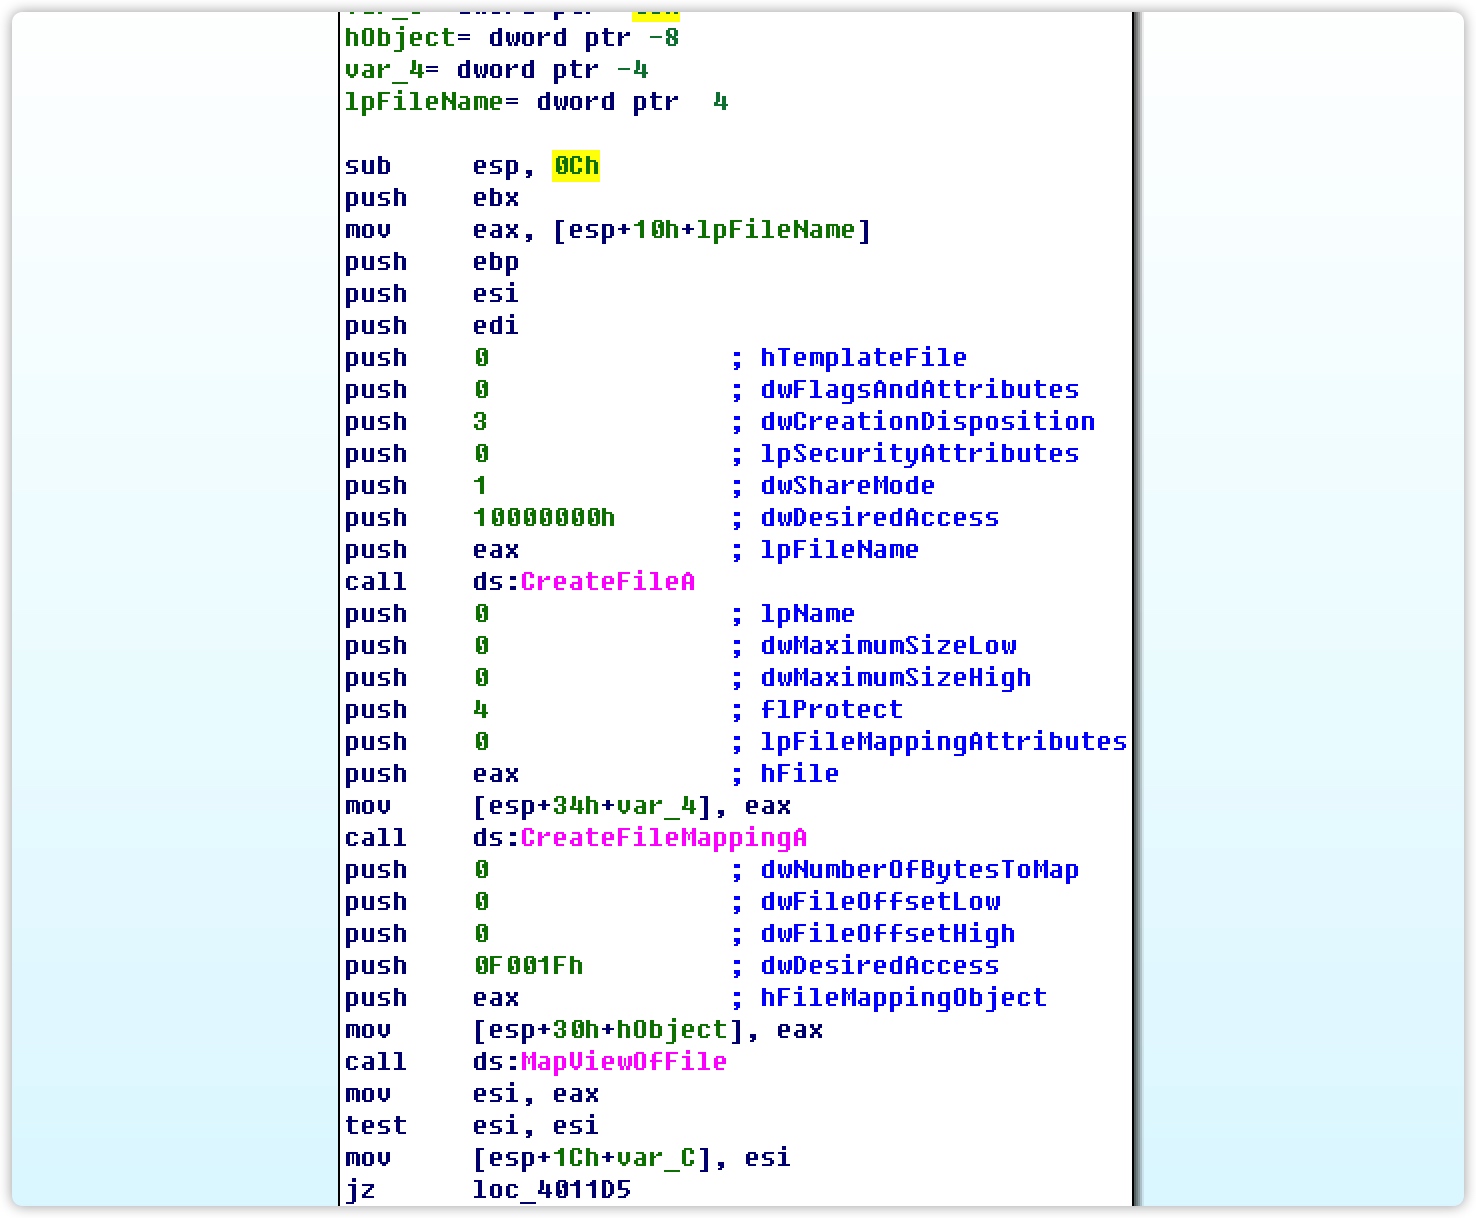 hObject= dword ptr -8
var_4= dword ptr -4
lpFileName= dword ptr  4
sub     esp, 0Ch
push    ebx
mov     eax, [esp+10h+lpFileName]
push    ebp
push    esi
push    edi
push    0               ; hTemplateFile
push    0               ; dwFlagsAndAttributes
push    3               ; dwCreationDisposition
push    0               ; lpSecurityAttributes
push    1               ; dwShareMode
push    10000000h       ; dwDesiredAccess
push    eax             ; lpFileName
call    ds:CreateFileA
push    0               ; lpName
push    0               ; dwMaximumSizeLow
push    0               ; dwMaximumSizeHigh
push    4               ; flProtect
push    0               ; lpFileMappingAttributes
push    eax             ; hFile
mov     [esp+34h+var_4], eax
call    ds:CreateFileMappingA
push    0               ; dwNumberOfBytesToMap
push    0               ; dwFileOffsetLow
push    0               ; dwFileOffsetHigh
push    0F001Fh         ; dwDesiredAccess
push    eax             ; hFileMappingObject
mov     [esp+30h+hObject], eax
call    ds:MapViewOfFile
mov     esi, eax
test    esi, esi
mov     [esp+1Ch+var_C], esi
jz      loc_4011D5